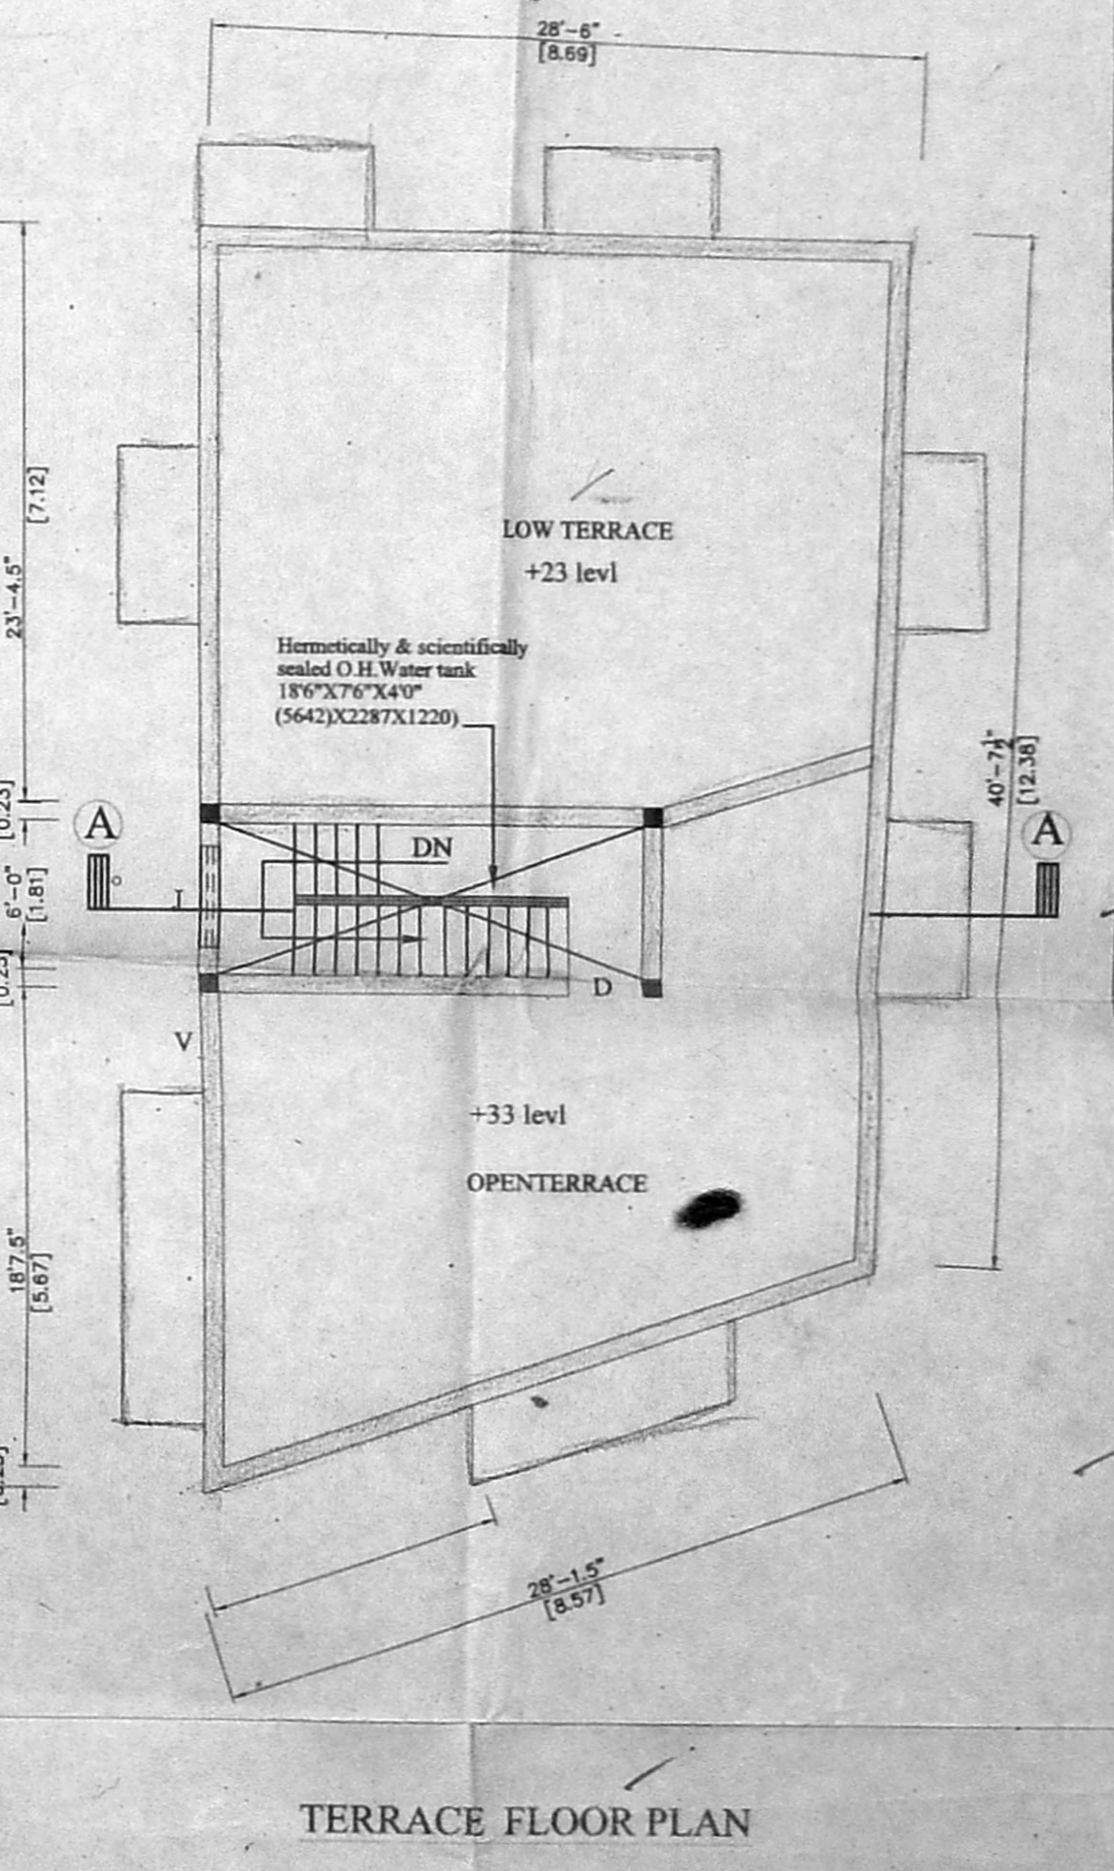 28'-6"
[8.69]
[7.12]
23'-4.5"
LOW TERRACE
+23 levl
Hermetically & scientifically
sealed O.H.Water tank
18'6"X7'6"X4'0"
(5642)X2287X1220)
40'-7½"
[12.38]
[0.23]
A
A
DN
6'-0"
[1.81]
I
D
V
+33 levl
OPENTERRACE
18'7.5"
[5.67]
28'-1.5"
[8.57]
TERRACE FLOOR PLAN